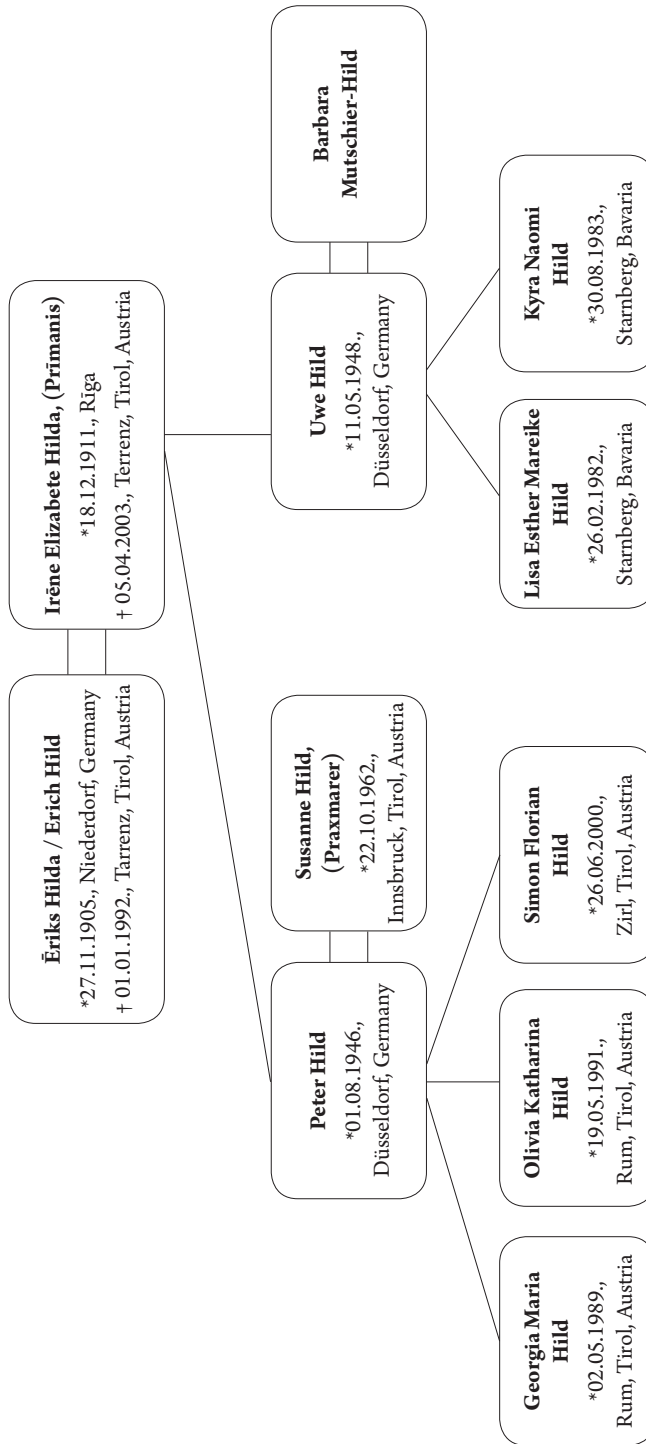 Ēriks Hilda / Erich Hild
*27.11.1905., Niederdorf, Germany
† 01.01.1992., Tarrenz, Tirol, Austria
Irēne Elizabete Hilda, (Prīmanis)
*18.12.1911., Rīga
† 05.04.2003., Terrenz, Tirol, Austria
Peter Hild
*01.08.1946.,
Düsseldorf, Germany
Susanne Hild,
(Praxmarer)
*22.10.1962.,
Innsbruck, Tirol, Austria
Uwe Hild
*11.05.1948.,
Düsseldorf, Germany
Barbara
Mutschier-Hild
Georgia Maria
Hild
*02.05.1989.,
Rum, Tirol, Austria
Olivia Katharina
Hild
*19.05.1991.,
Rum, Tirol, Austria
Simon Florian
Hild
*26.06.2000.,
Zirl, Tirol, Austria
Lisa Esther Mareike
Hild
*26.02.1982.,
Starnberg, Bavaria
Kyra Naomi
Hild
*30.08.1983.,
Starnberg, Bavaria